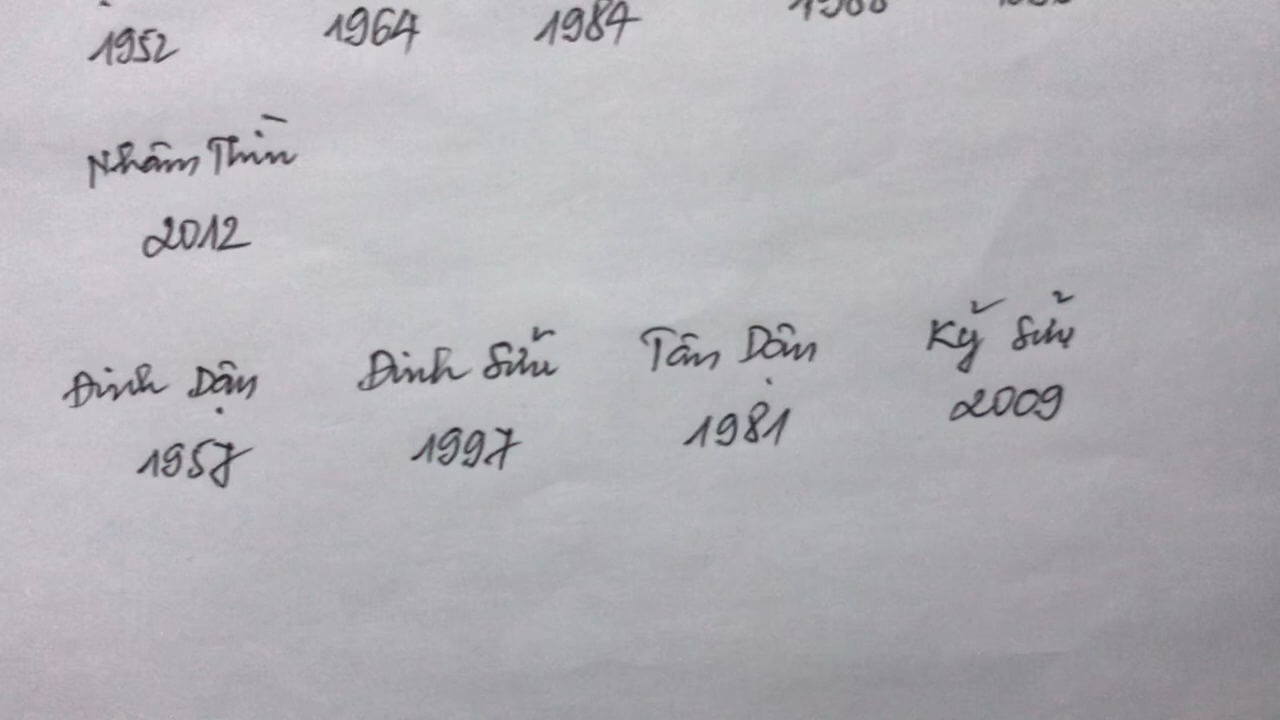 1952 1964 1984
Nhâm Thìn
2012
Đinh Dậu Đinh Sửu Tân Dậu Kỷ Sửu
1957 1997 1981 2009